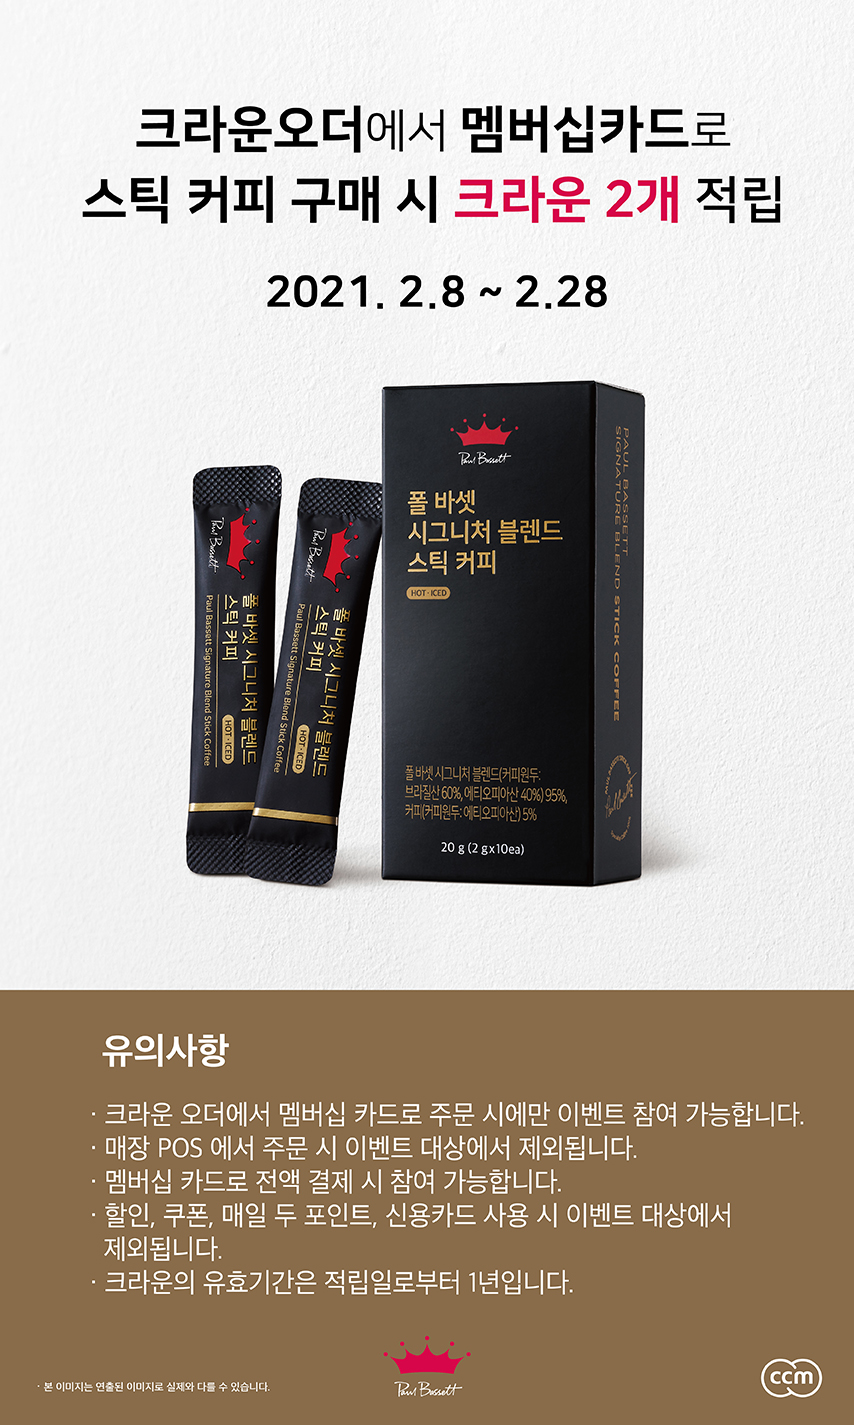 크라운오더에서 멤버십카드로
스틱 커피 구매 시 크라운 2개 적립
2021. 2.8 ~ 2.28
Paul Bassett
폴 바셋 시그니처 블렌드
스틱 커피
Paul Bassett Signature Blend Stick Coffee
HOT · ICED
Paul Bassett
폴 바셋 시그니처 블렌드
스틱 커피
Paul Bassett Signature Blend Stick Coffee
HOT · ICED
Paul Bassett
폴 바셋
시그니처 블렌드
스틱 커피
HOT · ICED
폴 바셋 시그니처 블렌드(커피원두:
브라질산 60%, 에티오피아산 40%) 95%,
커피(커피원두: 에티오피아산) 5%
20 g (2 g x 10ea)
PAUL BASSETT
SIGNATURE BLEND STICK COFFEE
유의사항
· 크라운 오더에서 멤버십 카드로 주문 시에만 이벤트 참여 가능합니다.
· 매장 POS 에서 주문 시 이벤트 대상에서 제외됩니다.
· 멤버십 카드로 전액 결제 시 참여 가능합니다.
· 할인, 쿠폰, 매일 두 포인트, 신용카드 사용 시 이벤트 대상에서
제외됩니다.
· 크라운의 유효기간은 적립일로부터 1년입니다.
· 본 이미지는 연출된 이미지로 실제와 다를 수 있습니다.
Paul Bassett
ccm